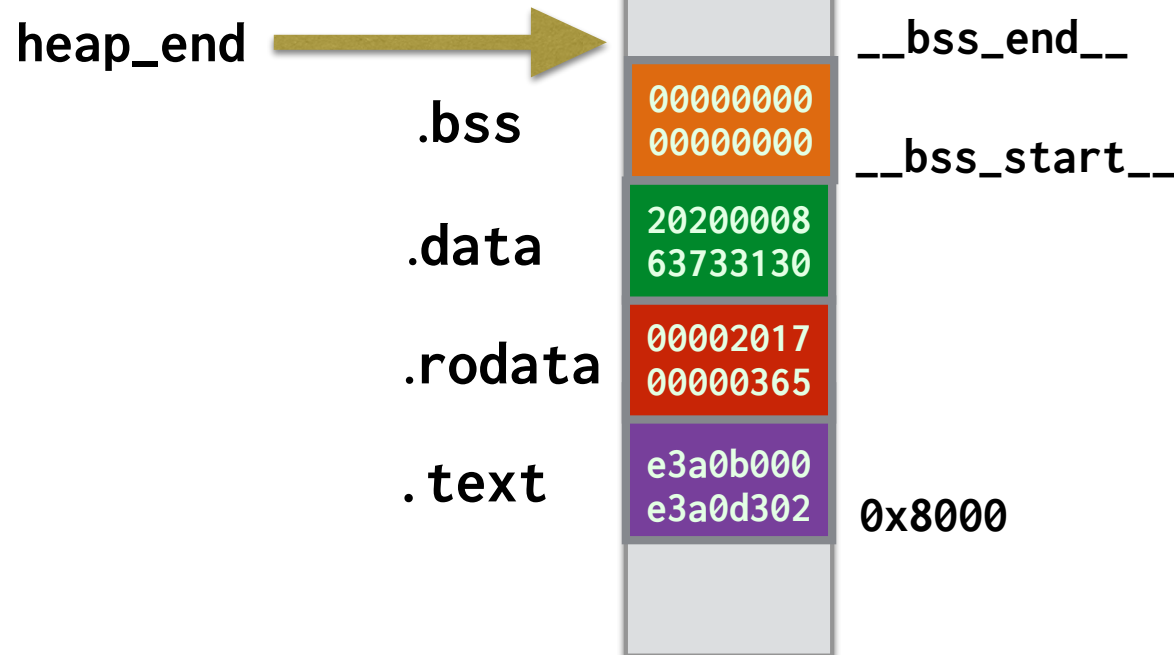 heap_end
__bss_end__
.bss
00000000
00000000
__bss_start__
.data
20200008
63733130
.rodata
00002017
00000365
.text
e3a0b000
e3a0d302
0x8000